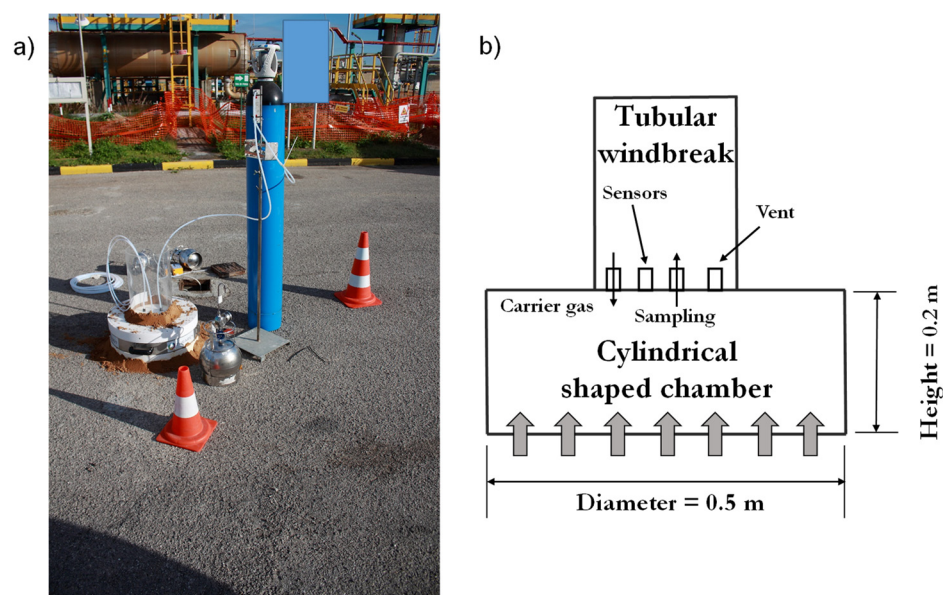 a)
b)
Tubular
windbreak
Sensors
Vent
Carrier gas
Sampling
Cylindrical
shaped chamber
Height = 0.2 m
Diameter = 0.5 m